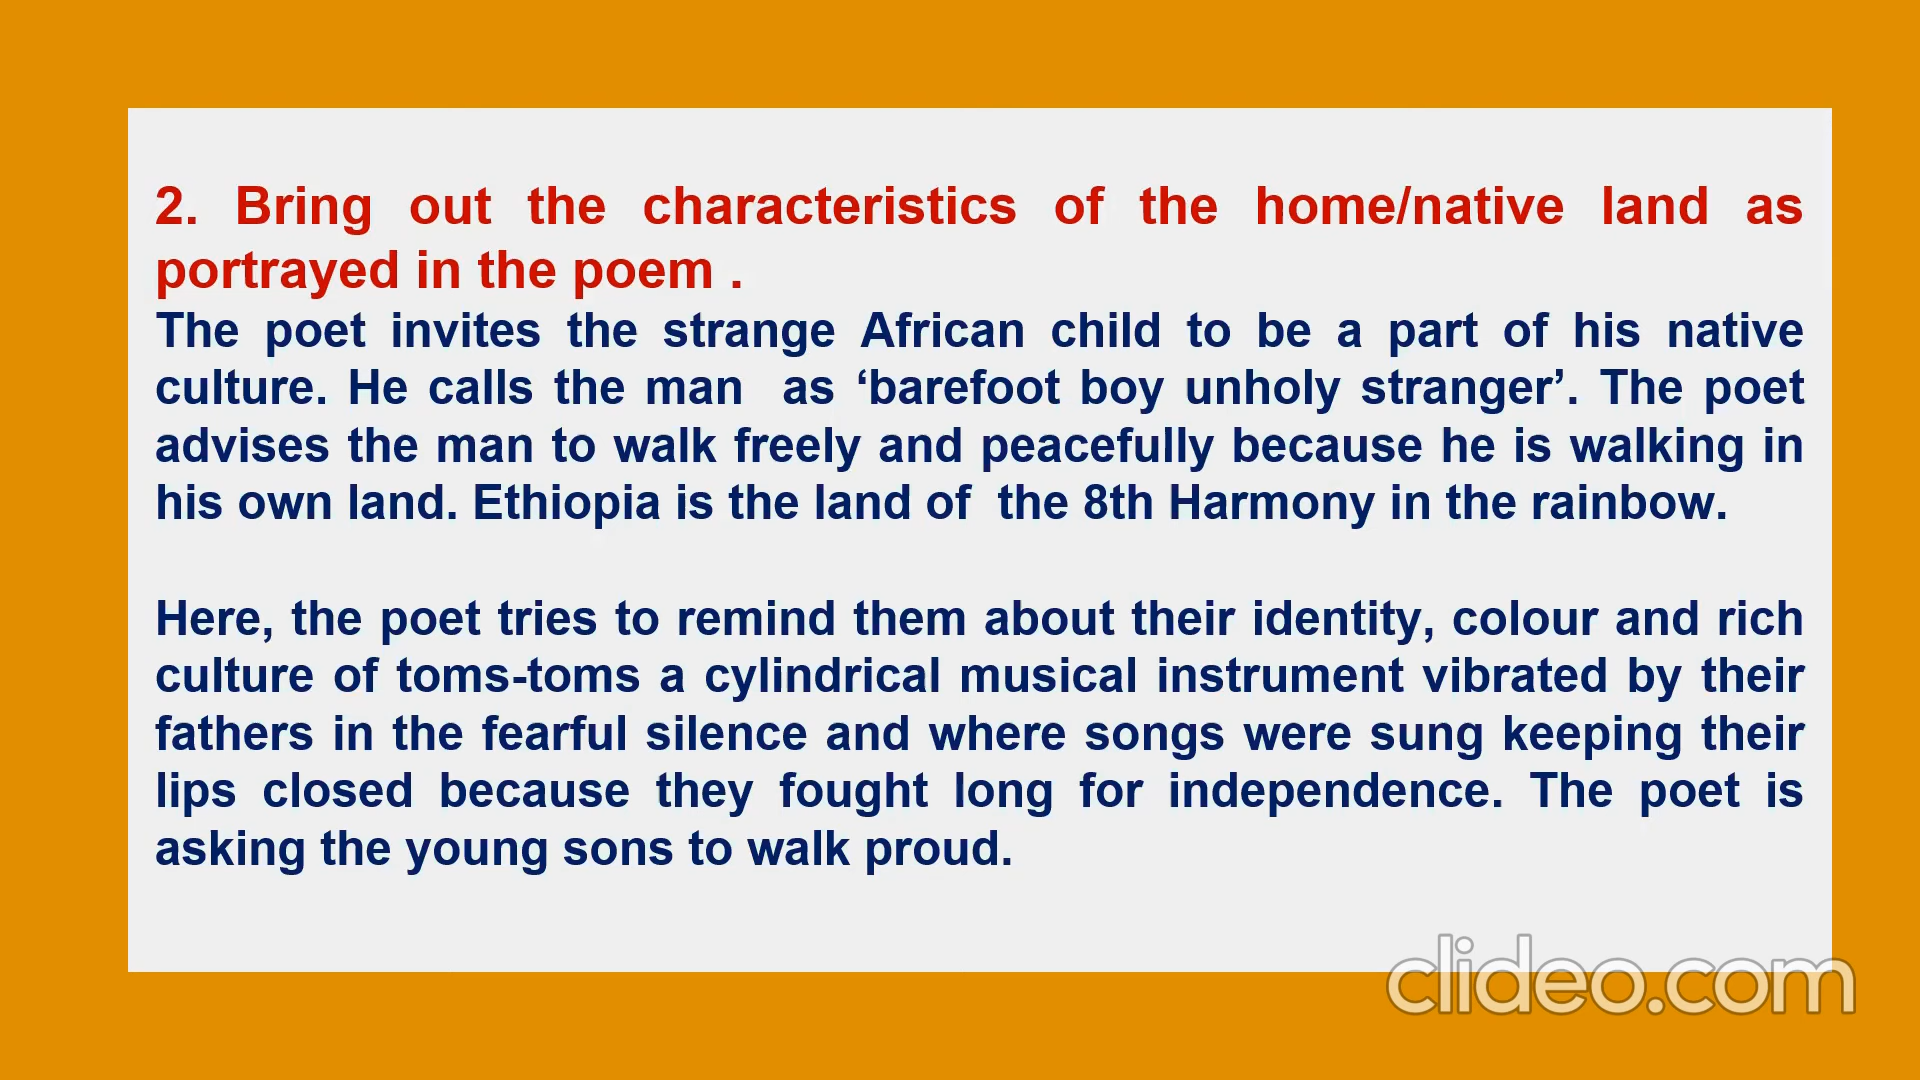 2. Bring out the characteristics of the home/native land as
portrayed in the poem .
The poet invites the strange African child to be a part of his native
culture. He calls the man as ‘barefoot boy unholy stranger’. The poet
advises the man to walk freely and peacefully because he is walking in
his own land. Ethiopia is the land of the 8th Harmony in the rainbow.
Here, the poet tries to remind them about their identity, colour and rich
culture of toms-toms a cylindrical musical instrument vibrated by their
fathers in the fearful silence and where songs were sung keeping their
lips closed because they fought long for independence. The poet is
asking the young sons to walk proud.
clideo.com